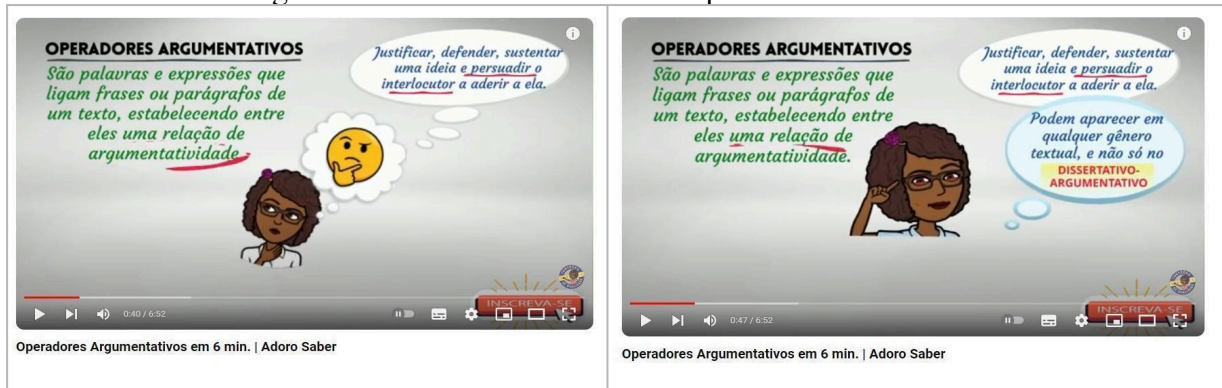 OPERADORES ARGUMENTATIVOS
São palavras e expressões que
ligam frases ou parágrafos de
um texto, estabelecendo entre
eles uma relação de
argumentatividade.
Justificar, defender, sustentar
uma ideia e persuadir o
interlocutor a aderir a ela.
INSCREVA-SE
0:40 / 6:52
Operadores Argumentativos em 6 min. | Adoro Saber
OPERADORES ARGUMENTATIVOS
São palavras e expressões que
ligam frases ou parágrafos de
um texto, estabelecendo entre
eles uma relação de
argumentatividade.
Justificar, defender, sustentar
uma ideia e persuadir o
interlocutor a aderir a ela.
Podem aparecer em
qualquer gênero
textual, e não só no
DISSERTATIVO-
ARGUMENTATIVO
INSCREVA-SE
0:47 / 6:52
Operadores Argumentativos em 6 min. | Adoro Saber